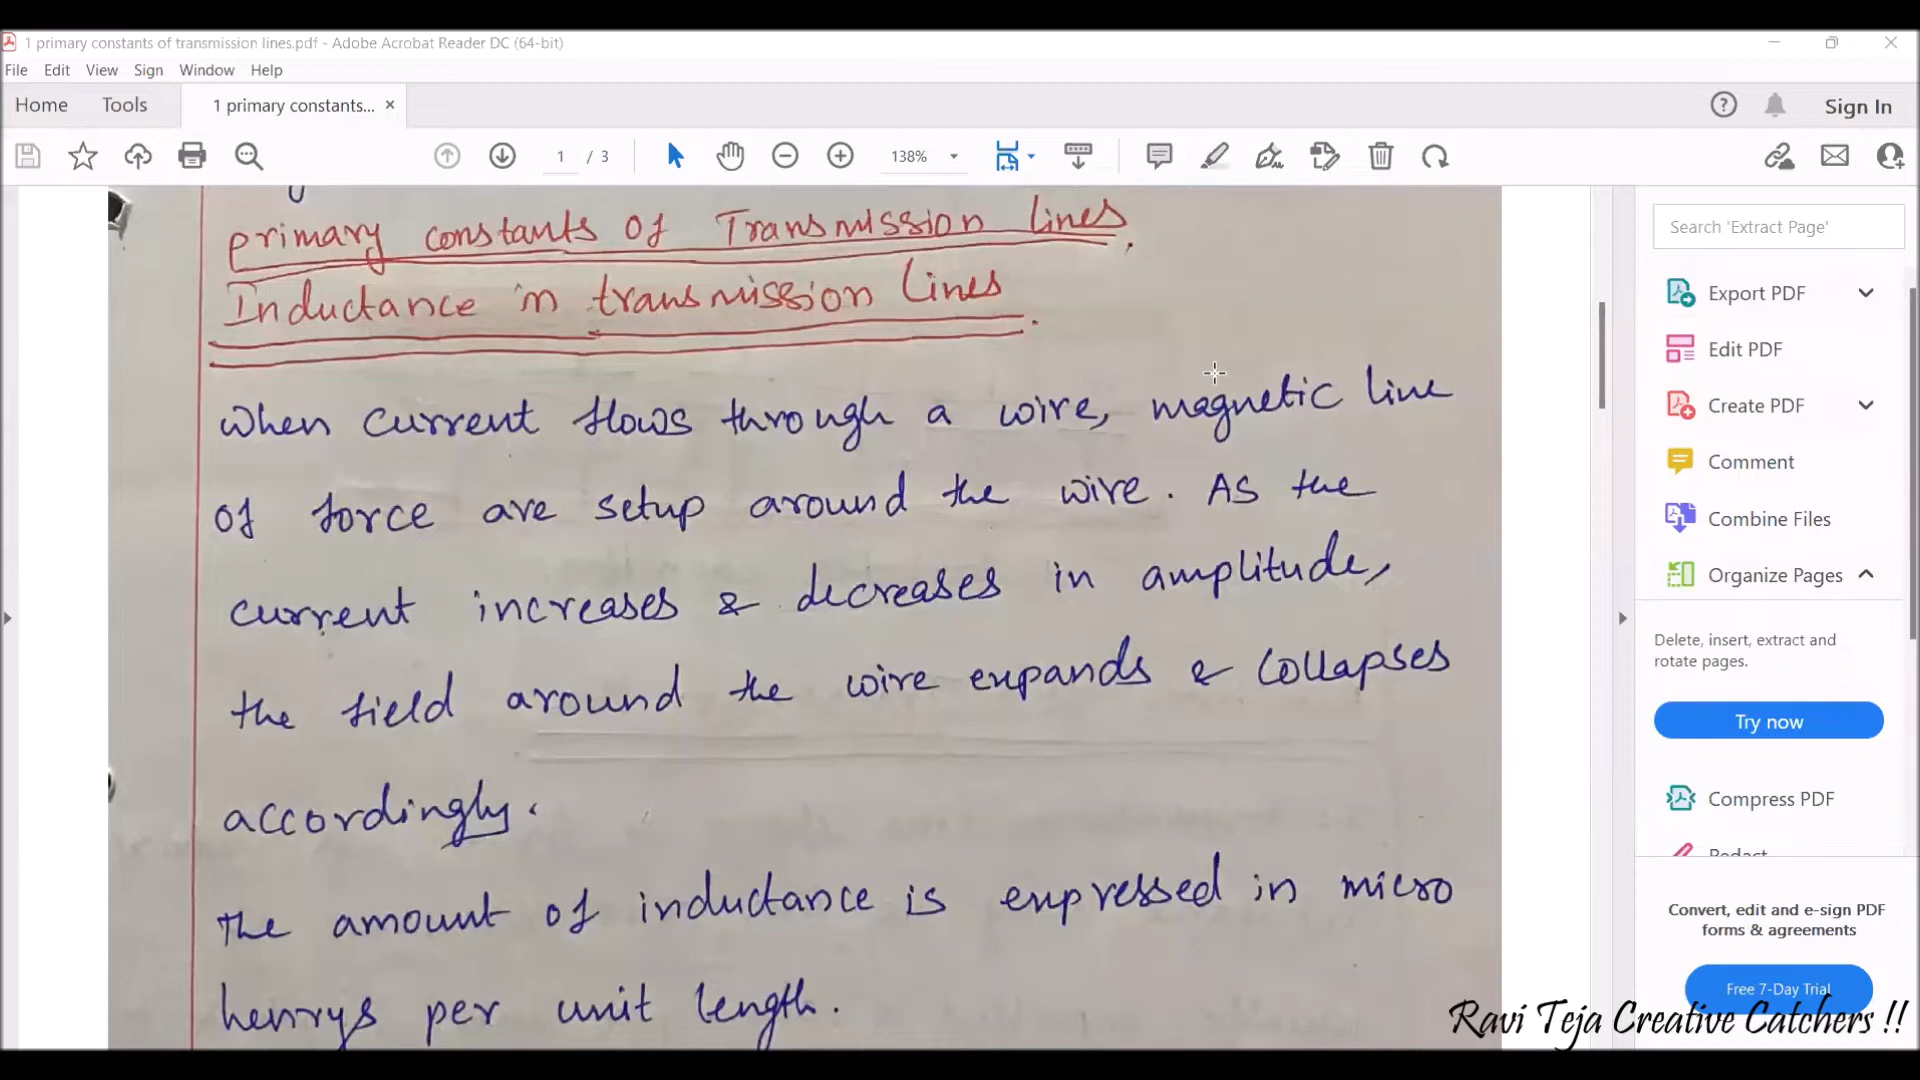 1 primary constants of transmission lines.pdf - Adobe Acrobat Reader DC (64-bit)
File Edit View Sign Window Help
Home Tools 1 primary constants... × Sign In
1 / 3 138%
primary constants of Transmission lines.
Inductance in transmission Lines.
When current flows through a wire, magnetic line
of force are setup around the wire. As the
current increases & decreases in amplitude,
the field around the wire expands & collapses
accordingly.
The amount of inductance is expressed in micro
henrys per unit length.
Search 'Extract Page'
Export PDF
Edit PDF
Create PDF
Comment
Combine Files
Organize Pages
Delete, insert, extract and
rotate pages.
Try now
Compress PDF
Redact
Convert, edit and e-sign PDF
forms & agreements
Free 7-Day Trial
Ravi Teja Creative Catchers !!